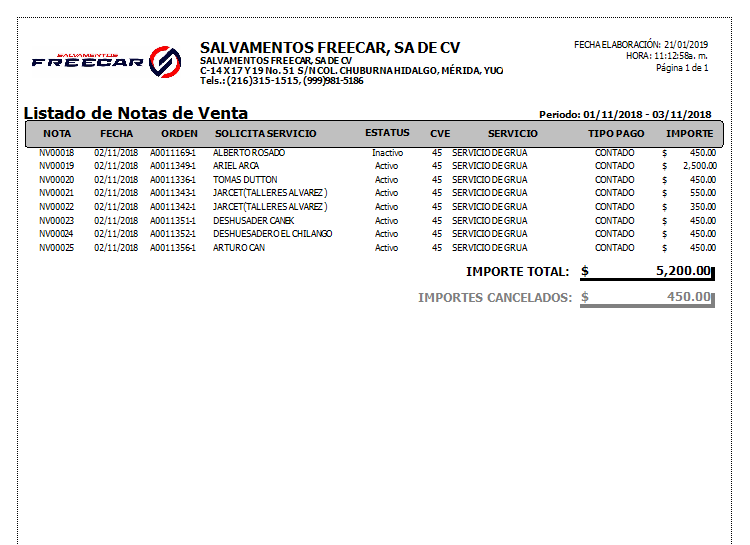 SALVAMENTOS
FREECAR
SALVAMENTOS FREECAR, SA DE CV
SALVAMENTOS FREECAR, SA DE CV
C-14 X 17 Y 19 No. 51 S/N COL. CHUBURNA HIDALGO, MÉRIDA, YUC
Tels.: (216)315-1515, (999)981-5186
FECHA ELABORACIÓN: 21/01/2019
HORA: 11:12:58a. m.
Página 1 de 1
Listado de Notas de Venta
Periodo: 01/11/2018 - 03/11/2018
NOTA FECHA ORDEN SOLICITA SERVICIO ESTATUS CVE SERVICIO TIPO PAGO IMPORTE
NV00018 02/11/2018 A0011169-1 ALBERTO ROSADO Inactivo 45 SERVICIO DE GRUA CONTADO $ 450.00
NV00019 02/11/2018 A0011349-1 ARIEL ARCA Activo 45 SERVICIO DE GRUA CONTADO $ 2,500.00
NV00020 02/11/2018 A0011336-1 TOMAS DUTTON Activo 45 SERVICIO DE GRUA CONTADO $ 450.00
NV00021 02/11/2018 A0011343-1 JARCET(TALLERES ALVAREZ ) Activo 45 SERVICIO DE GRUA CONTADO $ 550.00
NV00022 02/11/2018 A0011342-1 JARCET(TALLERES ALVAREZ ) Activo 45 SERVICIO DE GRUA CONTADO $ 350.00
NV00023 02/11/2018 A0011351-1 DESHUSADER CANEK Activo 45 SERVICIO DE GRUA CONTADO $ 450.00
NV00024 02/11/2018 A0011352-1 DESHUESADERO EL CHILANGO Activo 45 SERVICIO DE GRUA CONTADO $ 450.00
NV00025 02/11/2018 A0011356-1 ARTURO CAN Activo 45 SERVICIO DE GRUA CONTADO $ 450.00
IMPORTE TOTAL: $ 5,200.00
IMPORTES CANCELADOS: $ 450.00